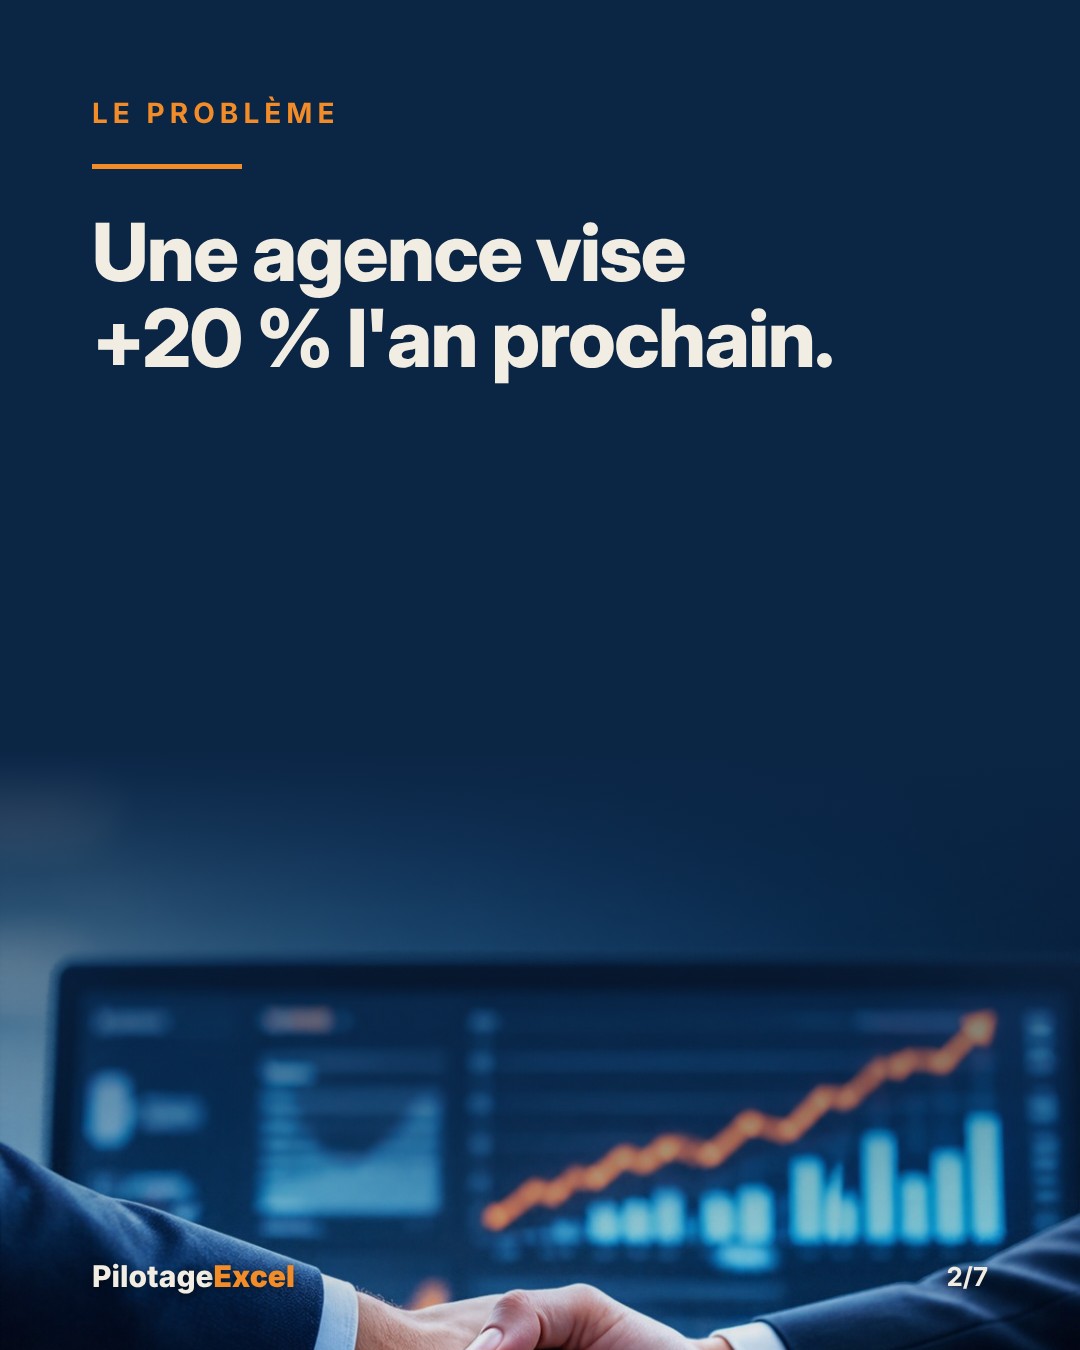 LE PROBLÈME
Une agence vise
+20 % l'an prochain.
PilotageExcel
2/7